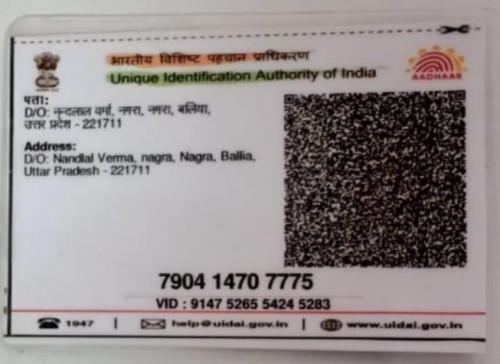 भारतीय विशिष्ट पहचान प्राधिकरण
Unique Identification Authority of India
AADHAAR
पता:
D/O: नन्दलाल वर्मा, नगरा, नगरा, बलिया,
उत्तर प्रदेश - 221711
Address:
D/O: Nandlal Verma, nagra, Nagra, Ballia,
Uttar Pradesh - 221711
7904 1470 7775
VID : 9147 5265 5424 5283
1947 | help@uidai.gov.in | www.uidai.gov.in